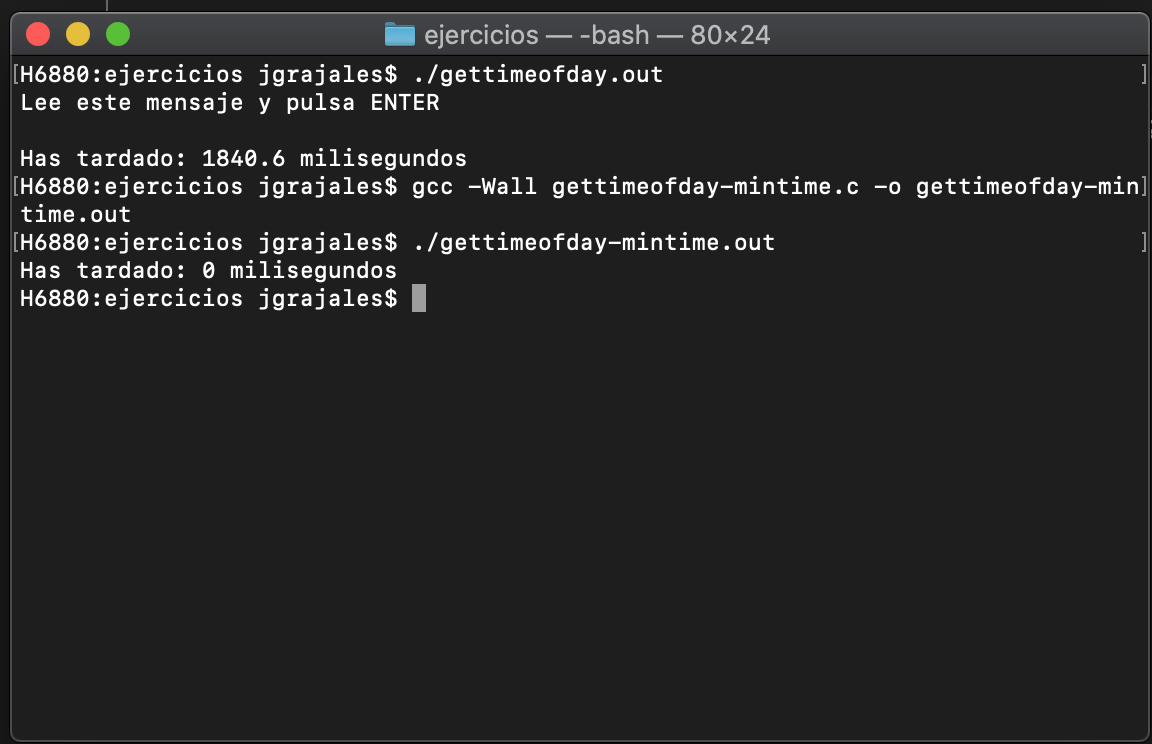 ejercicios — -bash — 80×24
[H6880:ejercicios jgrajales$ ./gettimeofday.out ]
Lee este mensaje y pulsa ENTER
Has tardado: 1840.6 milisegundos
[H6880:ejercicios jgrajales$ gcc -Wall gettimeofday-mintime.c -o gettimeofday-min]
time.out
[H6880:ejercicios jgrajales$ ./gettimeofday-mintime.out ]
Has tardado: 0 milisegundos
H6880:ejercicios jgrajales$